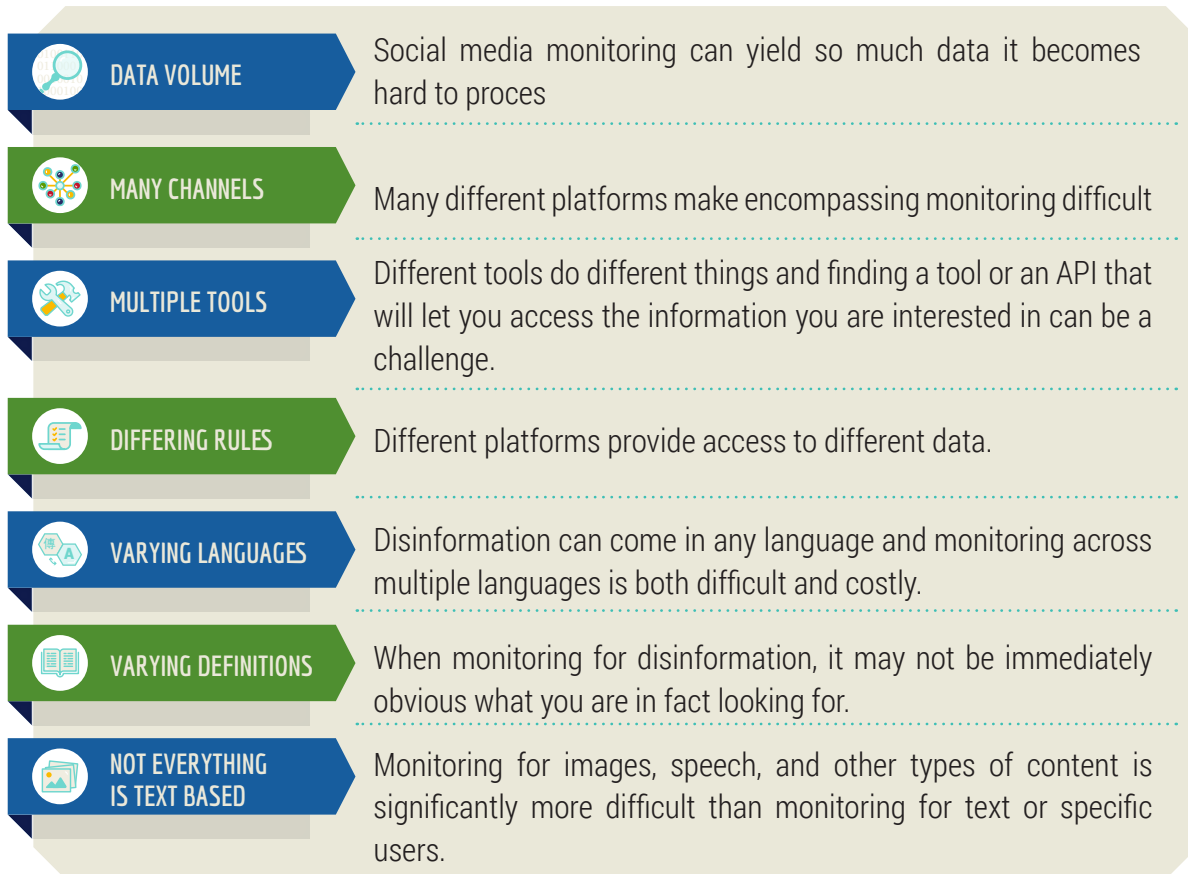 DATA VOLUME
Social media monitoring can yield so much data it becomes
hard to proces
MANY CHANNELS
Many different platforms make encompassing monitoring difficult
MULTIPLE TOOLS
Different tools do different things and finding a tool or an API that
will let you access the information you are interested in can be a
challenge.
DIFFERING RULES
Different platforms provide access to different data.
傳
A
VARYING LANGUAGES
Disinformation can come in any language and monitoring across
multiple languages is both difficult and costly.
VARYING DEFINITIONS
When monitoring for disinformation, it may not be immediately
obvious what you are in fact looking for.
NOT EVERYTHING
IS TEXT BASED
Monitoring for images, speech, and other types of content is
significantly more difficult than monitoring for text or specific
users.